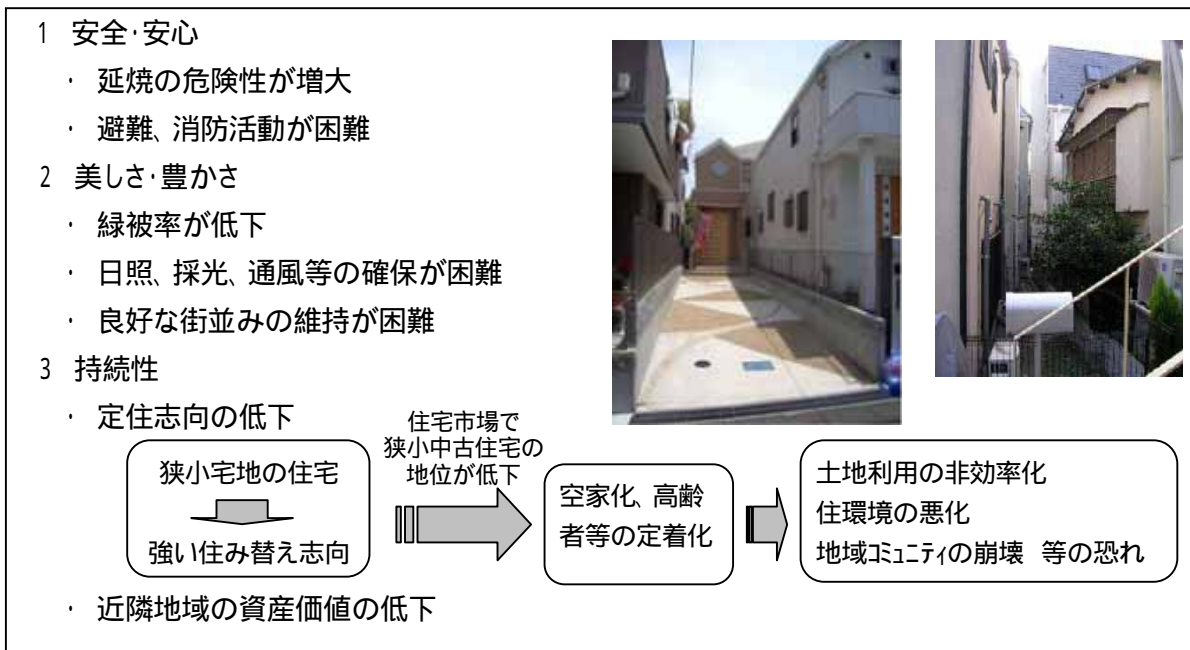 1 安全・安心
・ 延焼の危険性が増大
・ 避難、消防活動が困難
2 美しさ・豊かさ
・ 緑被率が低下
・ 日照、採光、通風等の確保が困難
・ 良好な街並みの維持が困難
3 持続性
・ 定住志向の低下
狭小宅地の住宅
強い住み替え志向
住宅市場で
狭小中古住宅の
地位が低下
空家化、高齢
者等の定着化
土地利用の非効率化
住環境の悪化
地域ｺﾐｭﾆﾃｨの崩壊 等の恐れ
・ 近隣地域の資産価値の低下